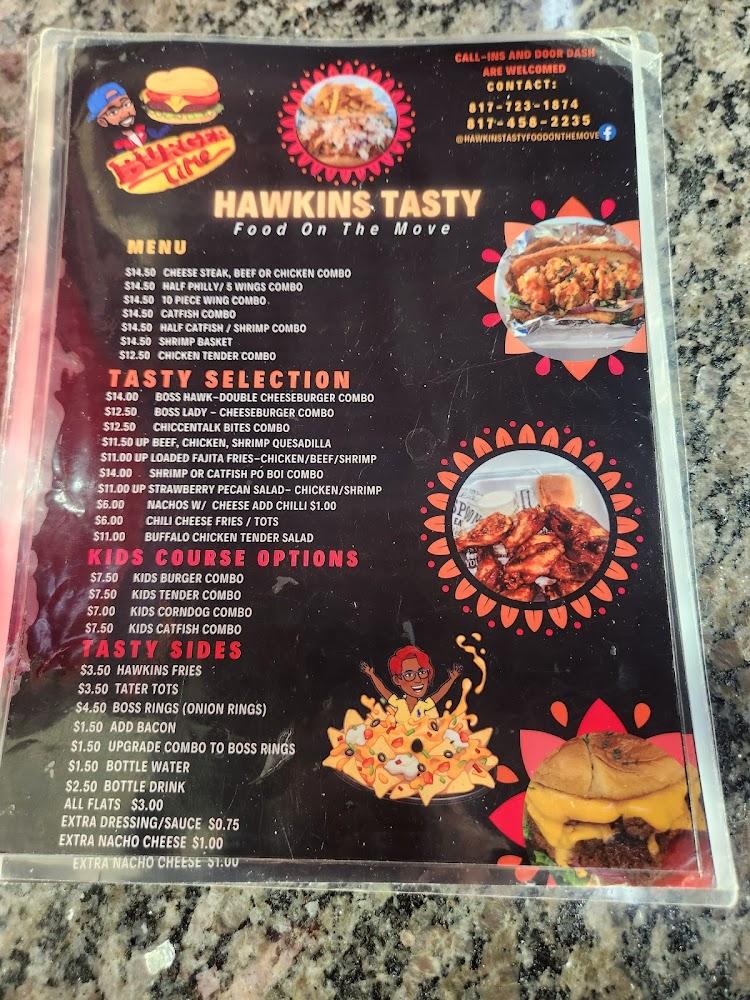 CALL-INS AND DOOR DASH
ARE WELCOMED
CONTACT:
817-723-1874
817-458-2235
@HAWKINSTASTYFOODONTHEMOVE
BURGER
Time
HAWKINS TASTY
Food On The Move
MENU
$14.50 CHEESE STEAK, BEEF OR CHICKEN COMBO
$14.50 HALF PHILLY/ 5 WINGS COMBO
$14.50 10 PIECE WING COMBO
$14.50 CATFISH COMBO
$14.50 HALF CATFISH / SHRIMP COMBO
$14.50 SHRIMP BASKET
$12.50 CHICKEN TENDER COMBO
TASTY SELECTION
$14.00 BOSS HAWK-DOUBLE CHEESEBURGER COMBO
$12.50 BOSS LADY - CHEESEBURGER COMBO
$12.50 CHICCENTALK BITES COMBO
$11.50 UP BEEF, CHICKEN, SHRIMP QUESADILLA
$11.00 UP LOADED FAJITA FRIES-CHICKEN/BEEF/SHRIMP
$14.00 SHRIMP OR CATFISH PO BOI COMBO
$11.00 UP STRAWBERRY PECAN SALAD- CHICKEN/SHRIMP
$6.00 NACHOS W/ CHEESE ADD CHILLI $1.00
$6.00 CHILI CHEESE FRIES / TOTS
$11.00 BUFFALO CHICKEN TENDER SALAD
KIDS COURSE OPTIONS
$7.50 KIDS BURGER COMBO
$7.50 KIDS TENDER COMBO
$7.00 KIDS CORNDOG COMBO
$7.50 KIDS CATFISH COMBO
TASTY SIDES
$3.50 HAWKINS FRIES
$3.50 TATER TOTS
$4.50 BOSS RINGS (ONION RINGS)
$1.50 ADD BACON
$1.50 UPGRADE COMBO TO BOSS RINGS
$1.50 BOTTLE WATER
$2.50 BOTTLE DRINK
ALL FLATS $3.00
EXTRA DRESSING/SAUCE $0.75
EXTRA NACHO CHEESE $1.00
EXTRA NACHO CHEESE $1.00